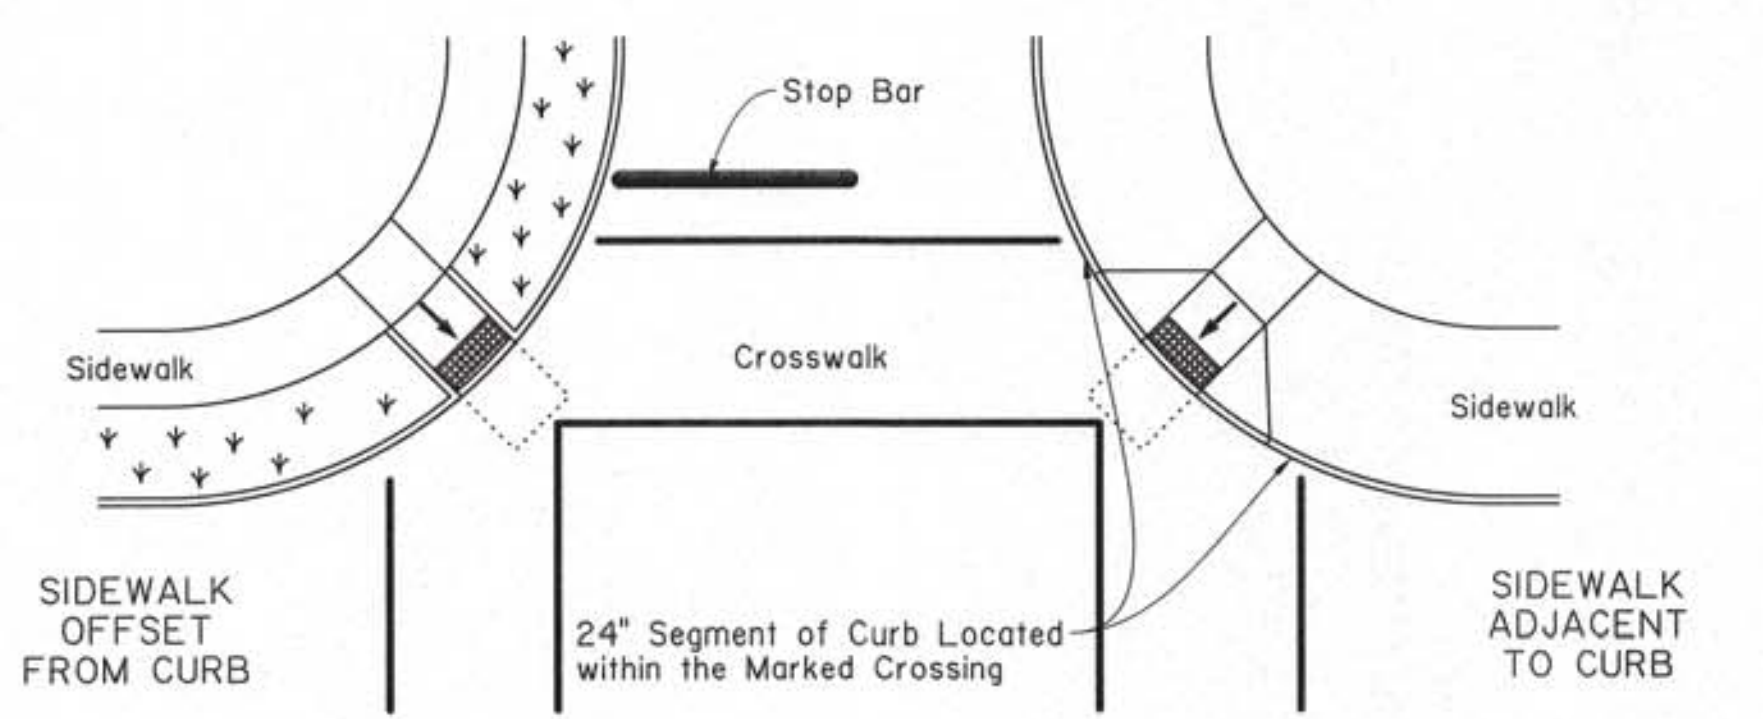 Stop Bar
Sidewalk
Crosswalk
Sidewalk
SIDEWALK
OFFSET
FROM CURB
24" Segment of Curb Located
within the Marked Crossing
SIDEWALK
ADJACENT
TO CURB